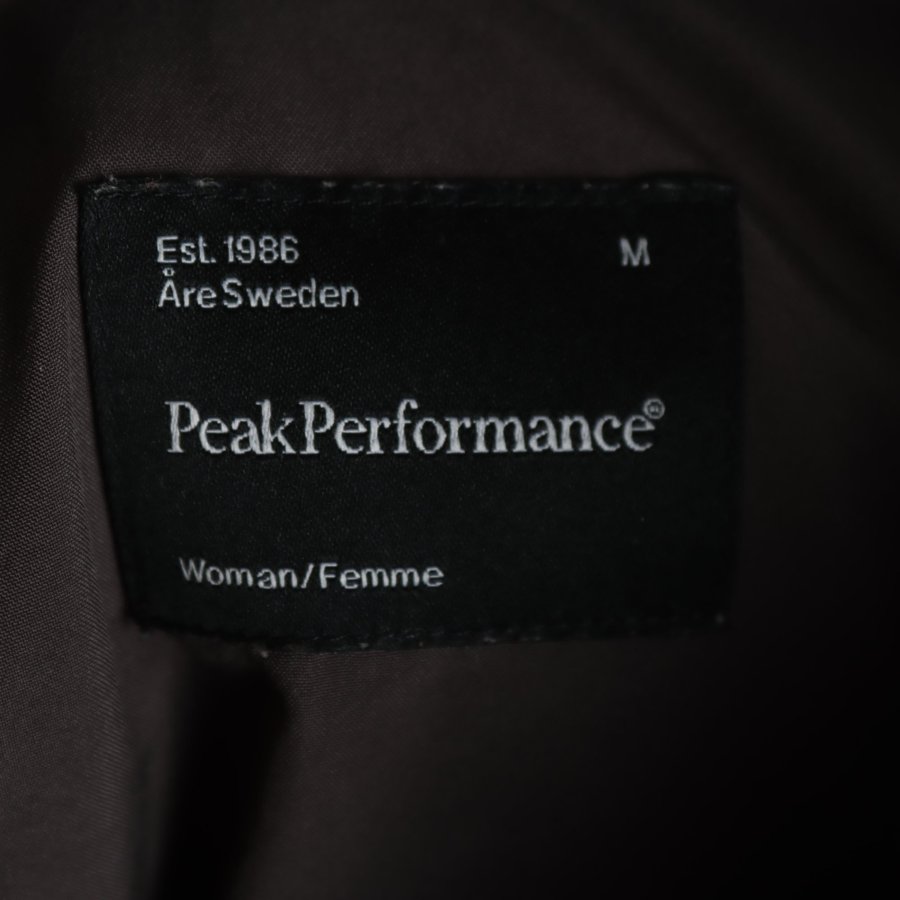 Est. 1986
M
Åre Sweden
PeakPerformance®
Woman/Femme